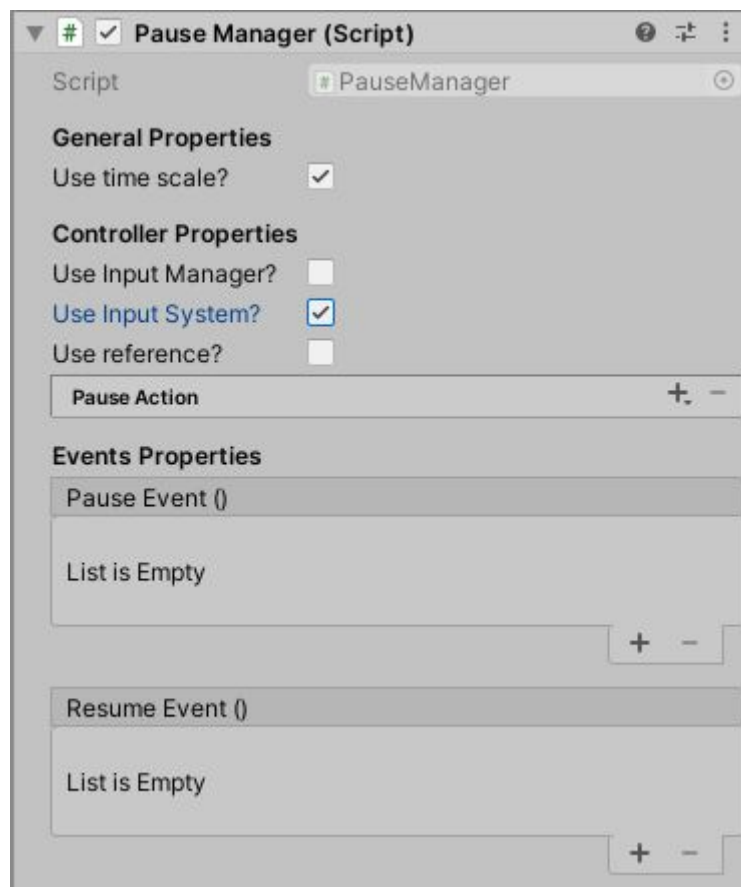 Pause Manager (Script)
Script PauseManager
General Properties
Use time scale?
Controller Properties
Use Input Manager?
Use Input System?
Use reference?
Pause Action
Events Properties
Pause Event ()
List is Empty
Resume Event ()
List is Empty